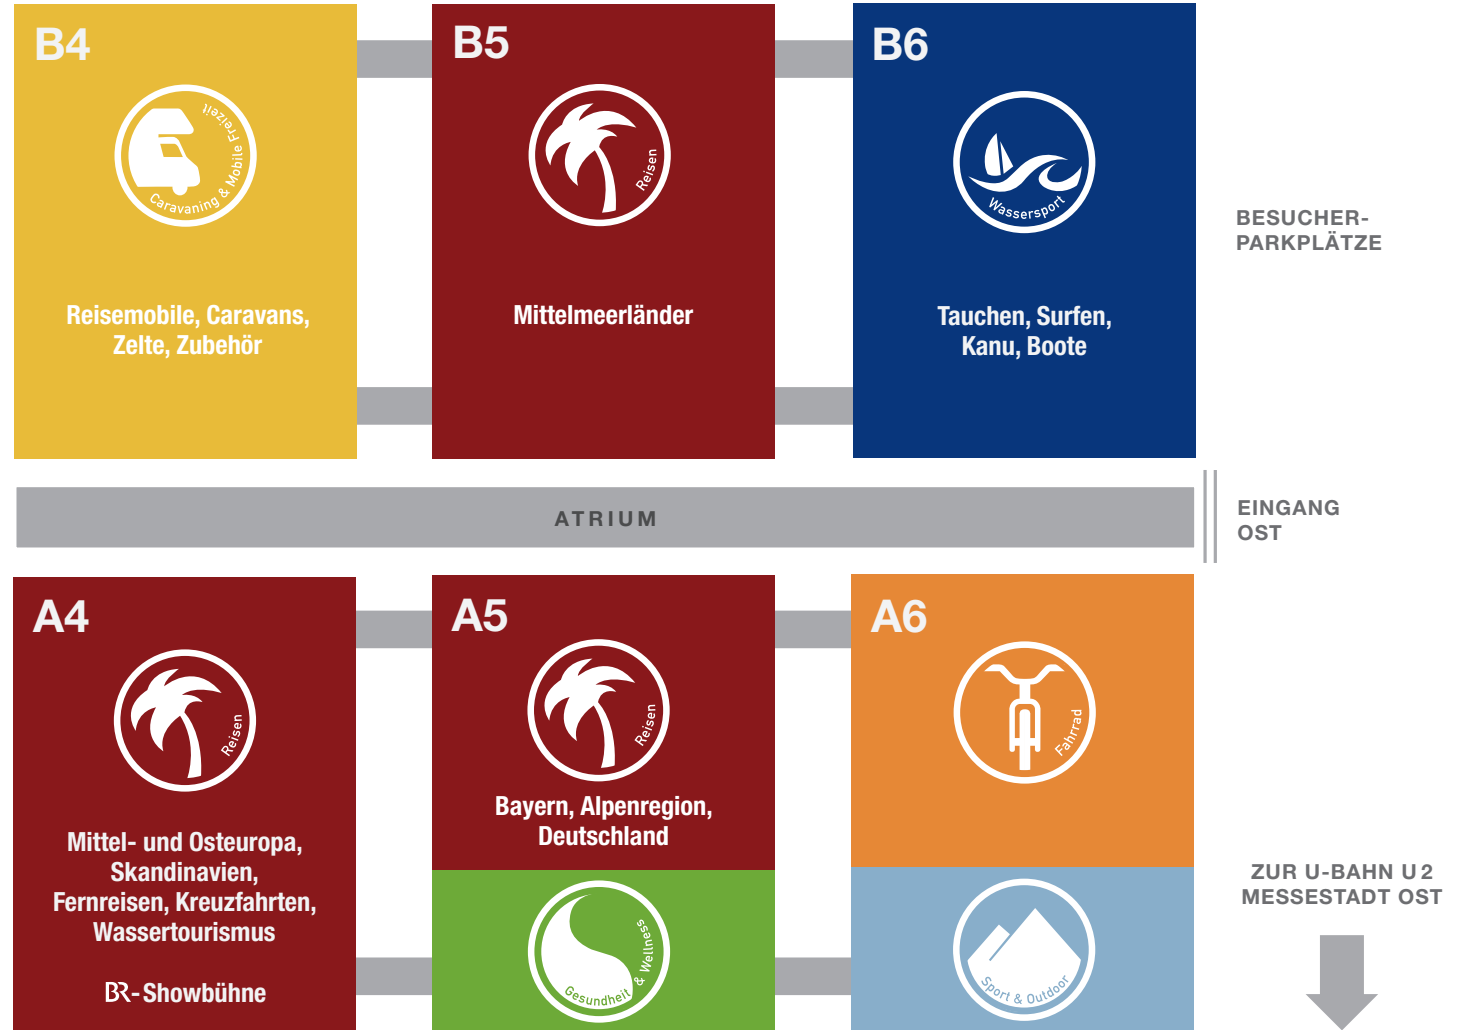 B4
Caravaning & Mobile Freizeit
Reisemobile, Caravans,
Zelte, Zubehör
B5
Reisen
Mittelmeerländer
B6
Wassersport
Tauchen, Surfen,
Kanu, Boote
BESUCHER-
PARKPLÄTZE
ATRIUM
EINGANG
OST
A4
Reisen
Mittel- und Osteuropa,
Skandinavien,
Fernreisen, Kreuzfahrten,
Wassertourismus
BR-Showbühne
A5
Reisen
Bayern, Alpenregion,
Deutschland
Gesundheit & Wellness
A6
Fahrrad
Sport & Outdoor
ZUR U-BAHN U2
MESSESTADT OST